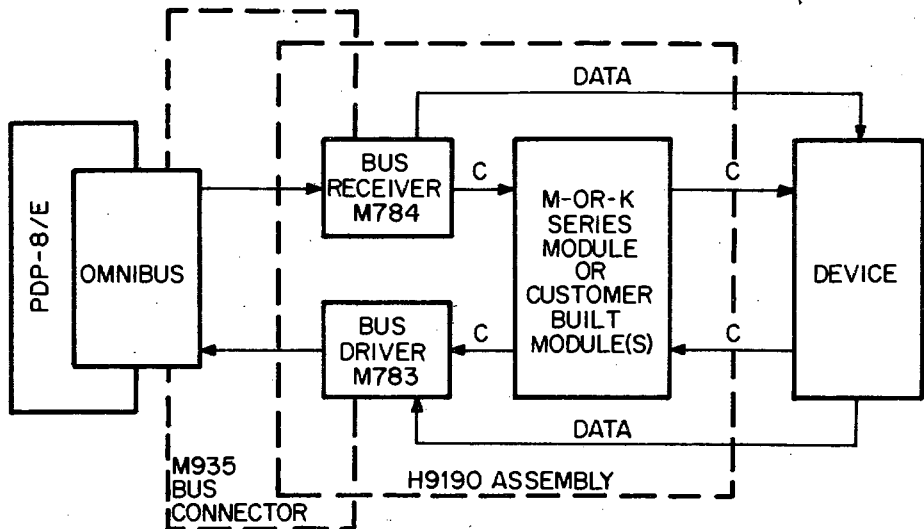 DATA
PDP-8/E
OMNIBUS
BUS
RECEIVER
M784
C
M-OR-K
SERIES
MODULE
OR
CUSTOMER
BUILT
MODULE(S)
C
DEVICE
BUS
DRIVER
M783
C
C
DATA
M935
BUS
CONNECTOR
H9190 ASSEMBLY